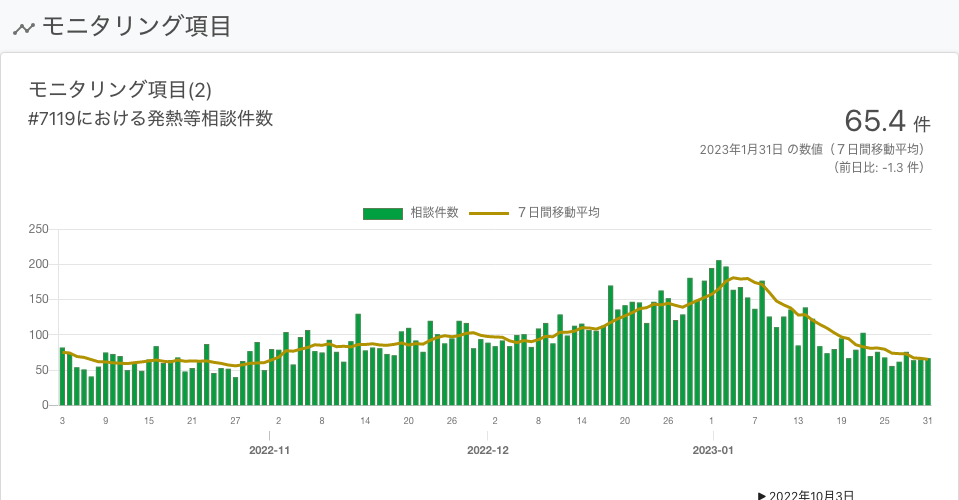 モニタリング項目
モニタリング項目(2)
#7119における発熱等相談件数
65.4 件
2023年1月31日 の数値（７日間移動平均）
（前日比: -1.3 件）
相談件数 ７日間移動平均
250
200
150
100
50
0
3 9 15 21 27 2 8 14 20 26 2 8 14 20 26 1 7 13 19 25 31
2022-11 2022-12 2023-01
▶ 2022年10月3日